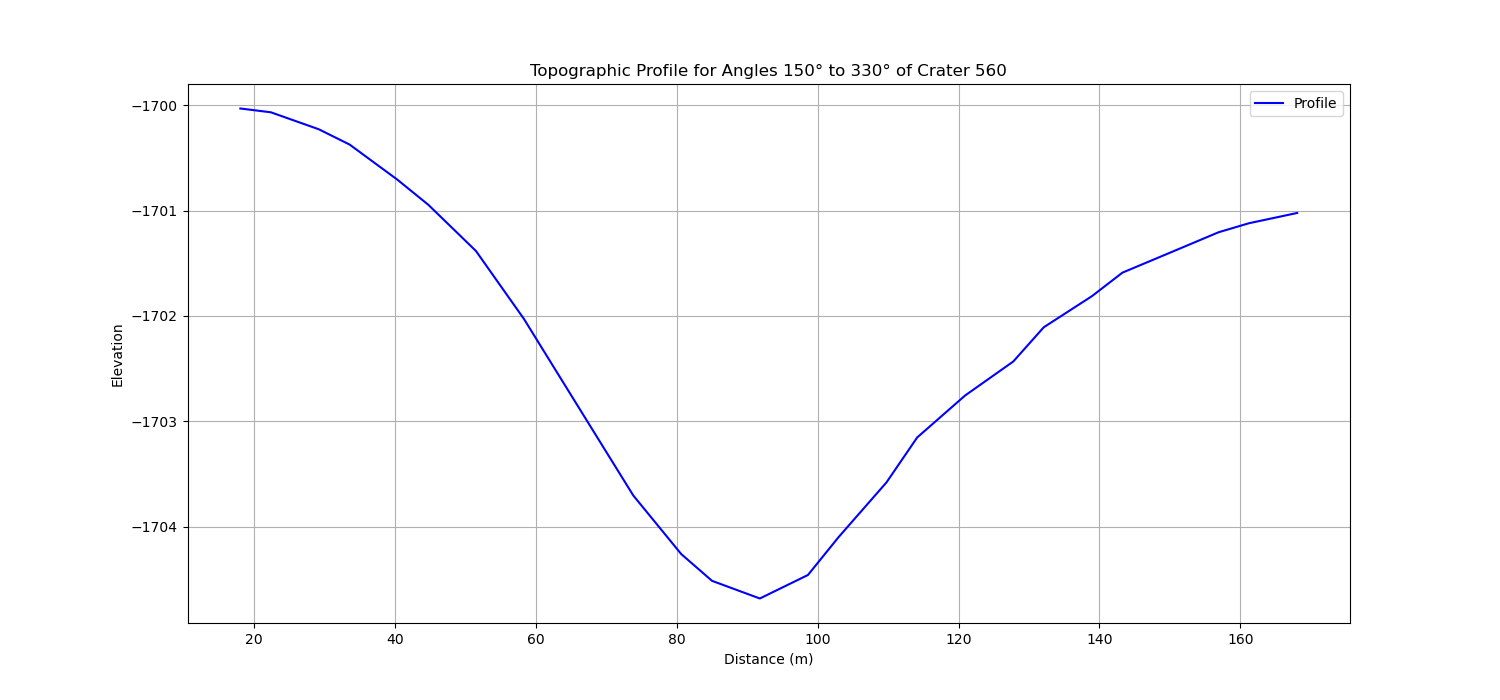 Topographic Profile for Angles 150° to 330° of Crater 560
Profile
−1700
−1701
−1702
−1703
−1704
Elevation
20 40 60 80 100 120 140 160
Distance (m)